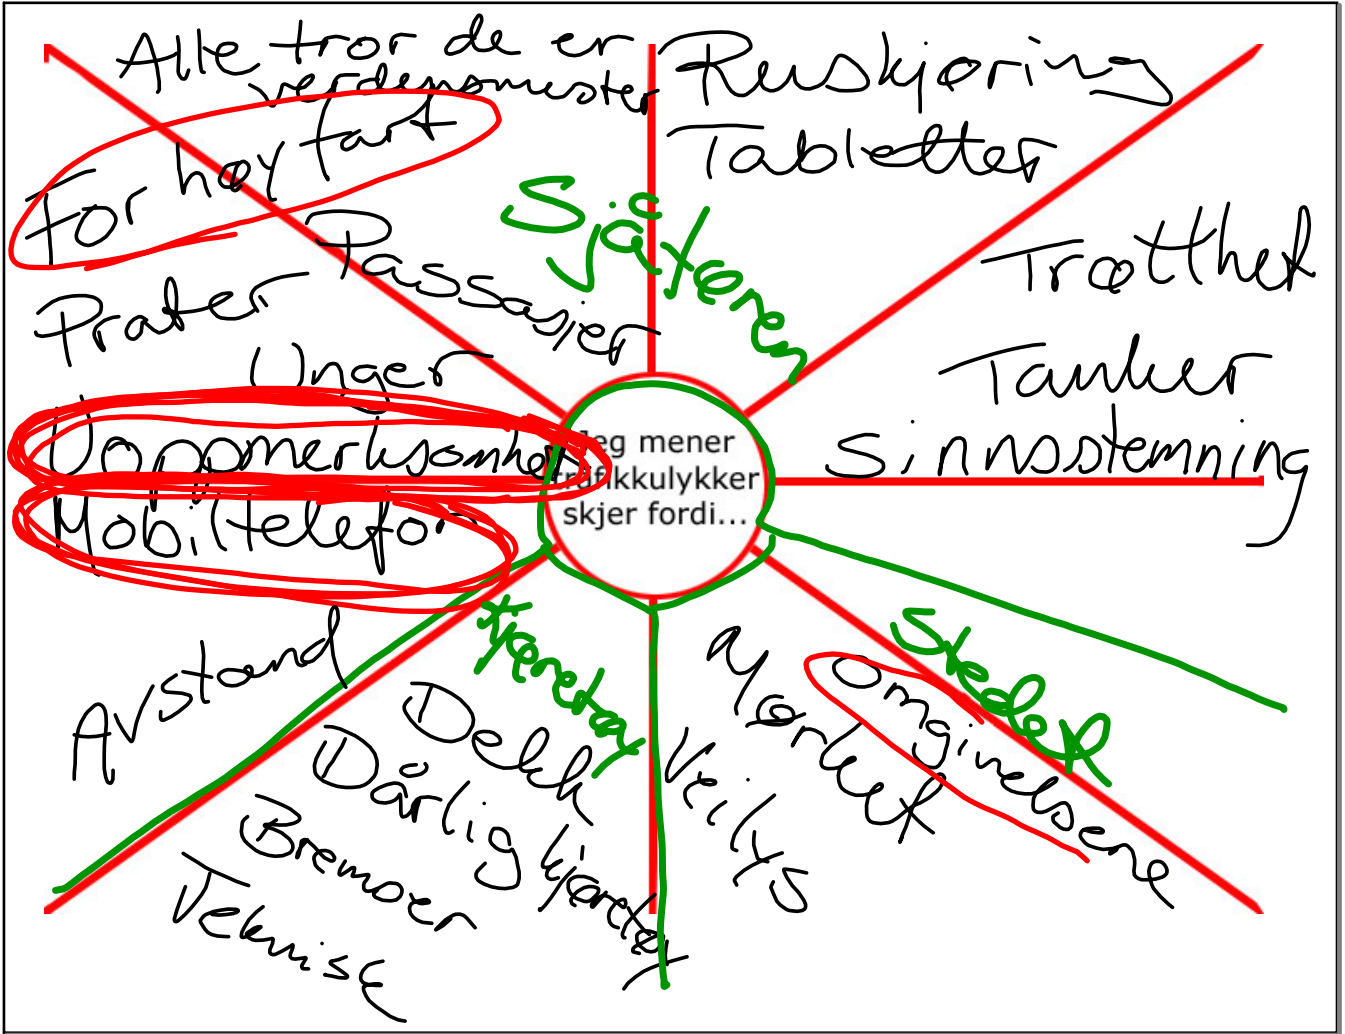 Alle tror de er
verdensmester
Ruskjøring
Tabletter
For høy fart
Sjåføren
Trøtthet
Prater
Passasjer
Unger
Tanker
Sinnsstemning
Uoppmerksomhet
Jeg mener
trafikkulykker
skjer fordi...
Mobiltelefon
Avstand
Kjøretøy
Mørket
Stedet
Omgivelsene
Dekk
Dårlig kjøretøy
Veilys
Bremser
Teknisk